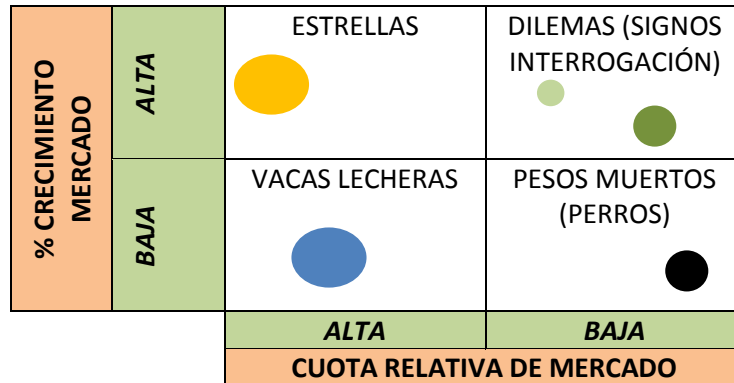 % CRECIMIENTO
MERCADO
ALTA
ESTRELLAS
DILEMAS (SIGNOS
INTERROGACIÓN)
BAJA
VACAS LECHERAS
PESOS MUERTOS
(PERROS)
ALTA
BAJA
CUOTA RELATIVA DE MERCADO